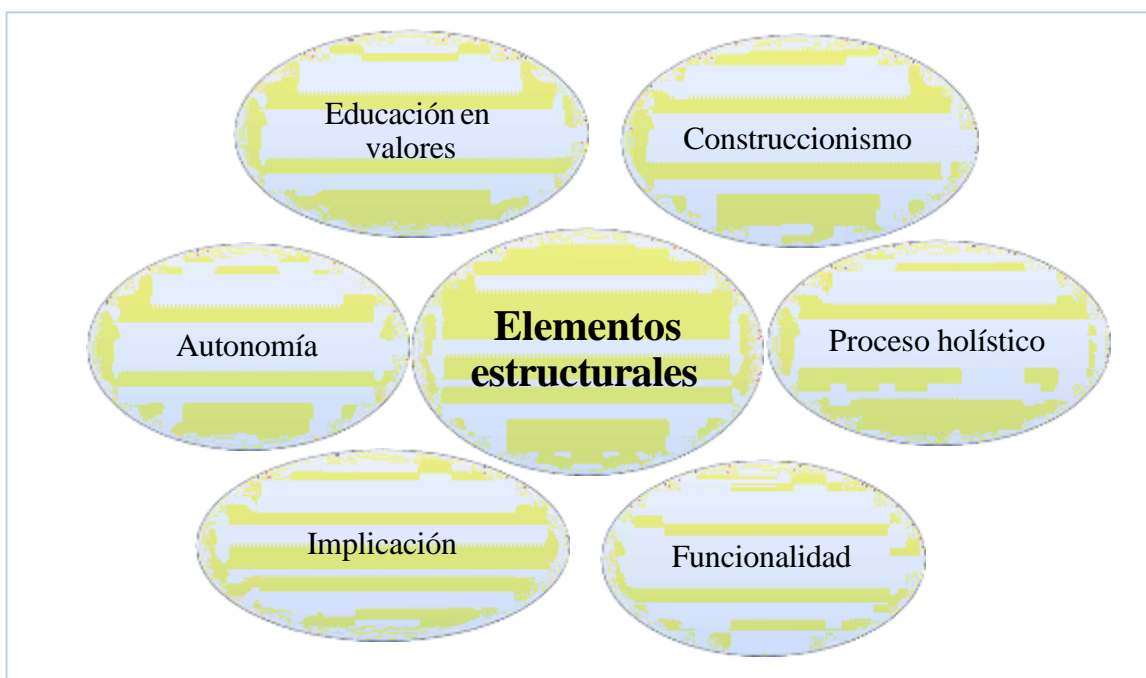 Educación en
valores
Construccionismo
Autonomía
Elementos
estructurales
Proceso holístico
Implicación
Funcionalidad